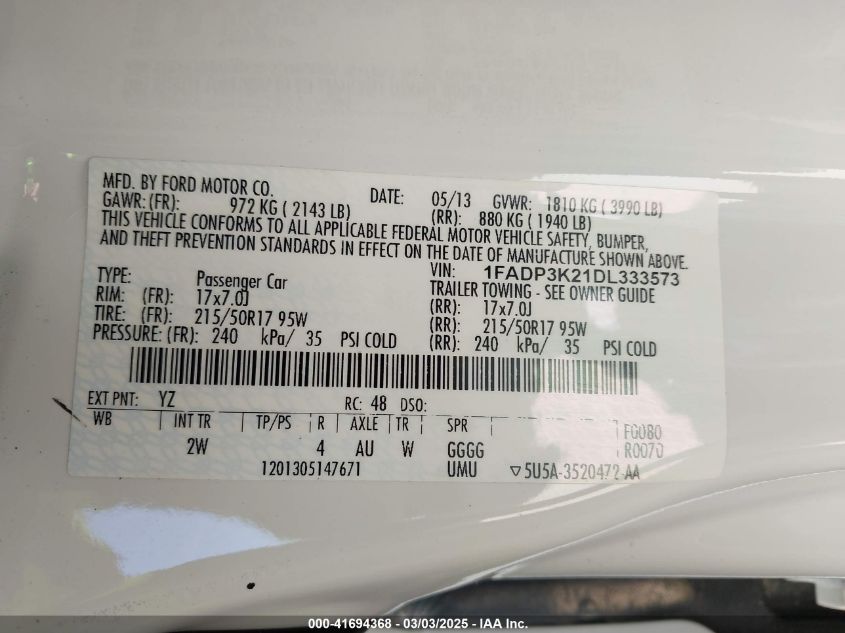 MFD. BY FORD MOTOR CO. DATE: 05/13 GVWR: 1810 KG ( 3990 LB)
GAWR: (FR): 972 KG ( 2143 LB) (RR): 880 KG ( 1940 LB)
THIS VEHICLE CONFORMS TO ALL APPLICABLE FEDERAL MOTOR VEHICLE SAFETY, BUMPER,
AND THEFT PREVENTION STANDARDS IN EFFECT ON THE DATE OF MANUFACTURE SHOWN ABOVE.
VIN: 1FADP3K21DL333573
TYPE: Passenger Car TRAILER TOWING - SEE OWNER GUIDE
RIM: (FR): 17x7.0J (RR): 17x7.0J
TIRE: (FR): 215/50R17 95W (RR): 215/50R17 95W
PRESSURE: (FR): 240 kPa/ 35 PSI COLD (RR): 240 kPa/ 35 PSI COLD
EXT PNT: YZ RC: 48 DSO:
WB INT TR TP/PS R AXLE TR SPR F0080
2W 4 AU W GGGG R0070
1201305147671 UMU ▽5U5A-3520472-AA
000-41694368 - 03/03/2025 - IAA Inc.